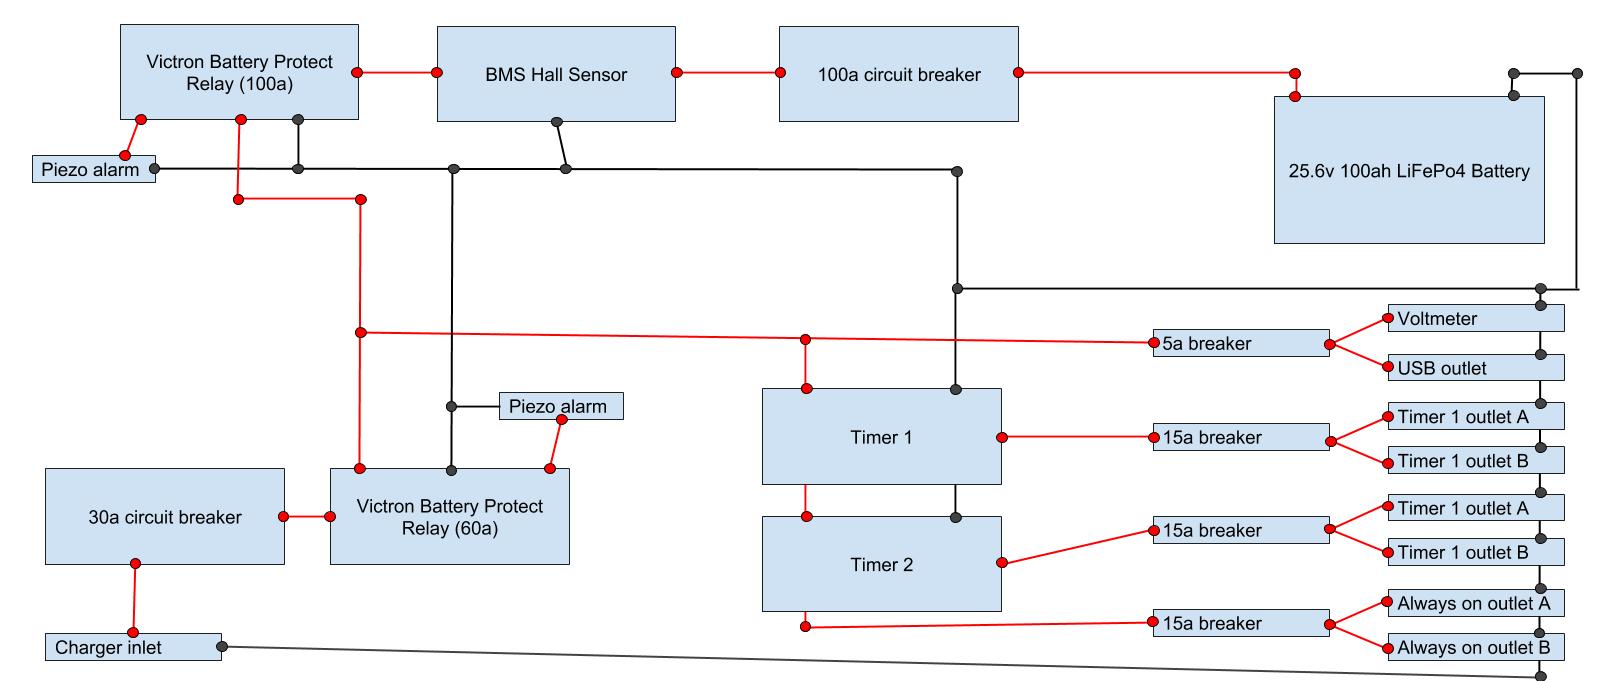 Victron Battery Protect
Relay (100a)
BMS Hall Sensor
100a circuit breaker
Piezo alarm
25.6v 100ah LiFePo4 Battery
Voltmeter
5a breaker
USB outlet
Piezo alarm
Timer 1
15a breaker
Timer 1 outlet A
Timer 1 outlet B
30a circuit breaker
Victron Battery Protect
Relay (60a)
Timer 2
15a breaker
Timer 1 outlet A
Timer 1 outlet B
15a breaker
Always on outlet A
Always on outlet B
Charger inlet